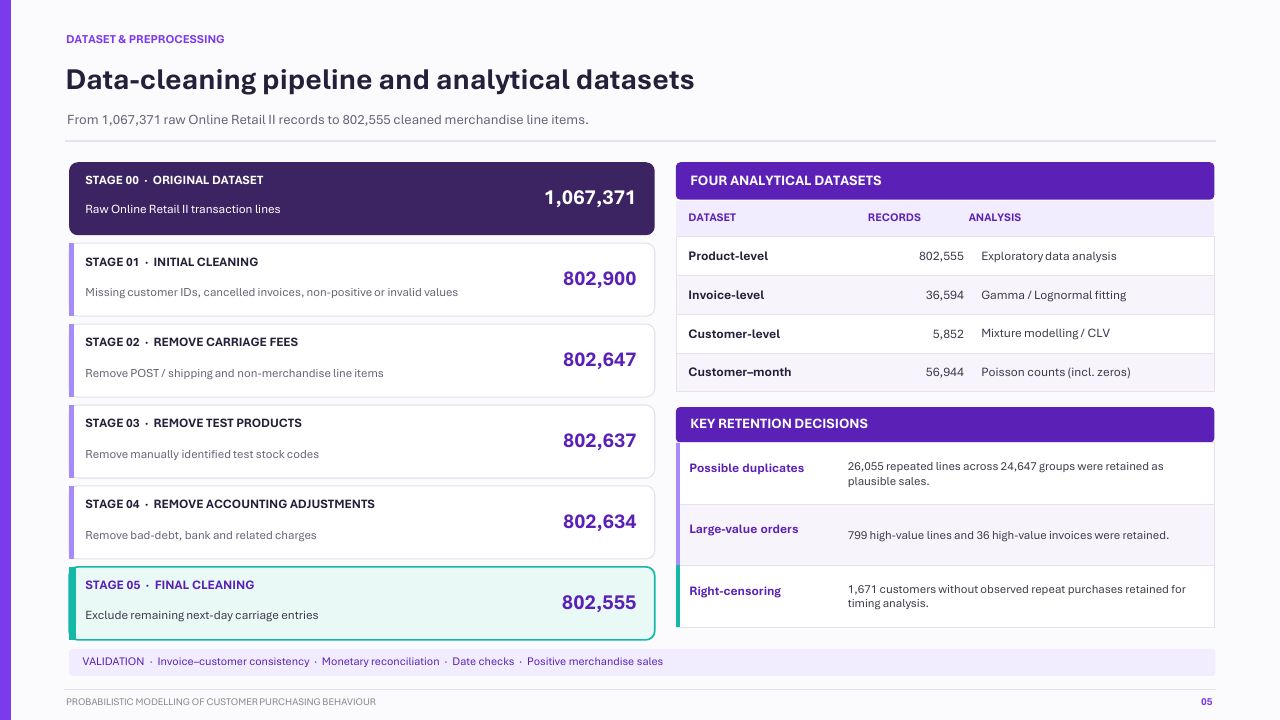 DATASET & PREPROCESSING
Data-cleaning pipeline and analytical datasets
From 1,067,371 raw Online Retail II records to 802,555 cleaned merchandise line items.
STAGE 00 · ORIGINAL DATASET
Raw Online Retail II transaction lines
1,067,371
STAGE 01 · INITIAL CLEANING
Missing customer IDs, cancelled invoices, non-positive or invalid values
802,900
STAGE 02 · REMOVE CARRIAGE FEES
Remove POST / shipping and non-merchandise line items
802,647
STAGE 03 · REMOVE TEST PRODUCTS
Remove manually identified test stock codes
802,637
STAGE 04 · REMOVE ACCOUNTING ADJUSTMENTS
Remove bad-debt, bank and related charges
802,634
STAGE 05 · FINAL CLEANING
Exclude remaining next-day carriage entries
802,555
FOUR ANALYTICAL DATASETS
DATASET RECORDS ANALYSIS
Product-level 802,555 Exploratory data analysis
Invoice-level 36,594 Gamma / Lognormal fitting
Customer-level 5,852 Mixture modelling / CLV
Customer–month 56,944 Poisson counts (incl. zeros)
KEY RETENTION DECISIONS
Possible duplicates
26,055 repeated lines across 24,647 groups were retained as
plausible sales.
Large-value orders
799 high-value lines and 36 high-value invoices were retained.
Right-censoring
1,671 customers without observed repeat purchases retained for
timing analysis.
VALIDATION · Invoice–customer consistency · Monetary reconciliation · Date checks · Positive merchandise sales
PROBABILISTIC MODELLING OF CUSTOMER PURCHASING BEHAVIOUR
05